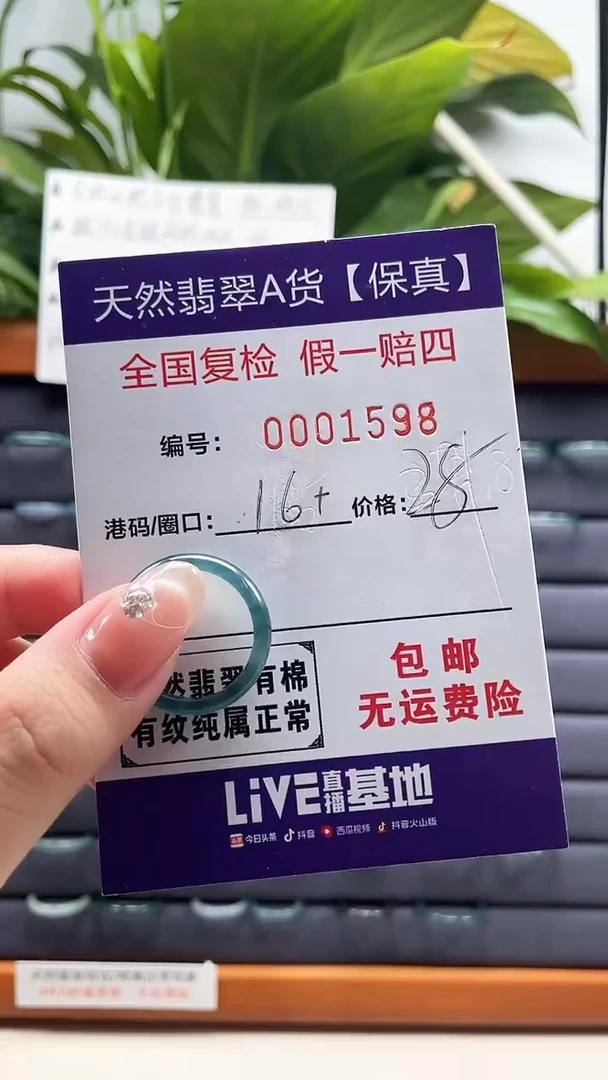 天然翡翠A货【保真】
全国复检 假一赔四
编号： 0001598
港码/圈口： 16+ 价格： 28
然翡翠有棉
有纹纯属正常
包邮
无运费险
LiVE直播基地
今日头条 抖音 西瓜视频 抖音火山版